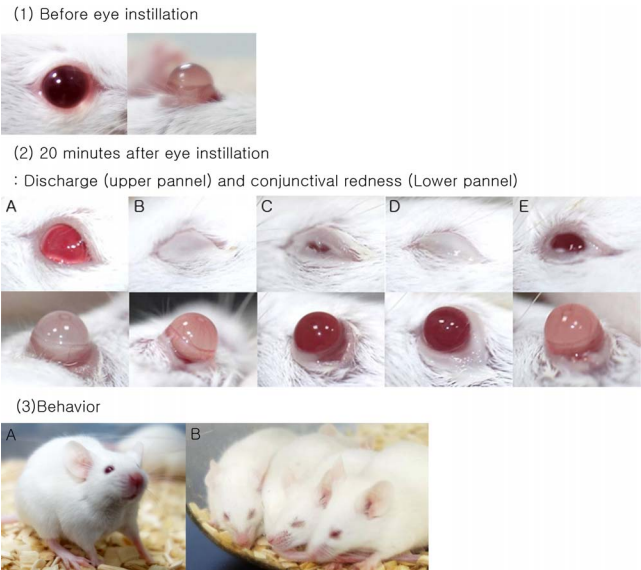 (1) Before eye instillation
(2) 20 minutes after eye instillation
: Discharge (upper pannel) and conjunctival redness (Lower pannel)
A B C D E
(3)Behavior
A B